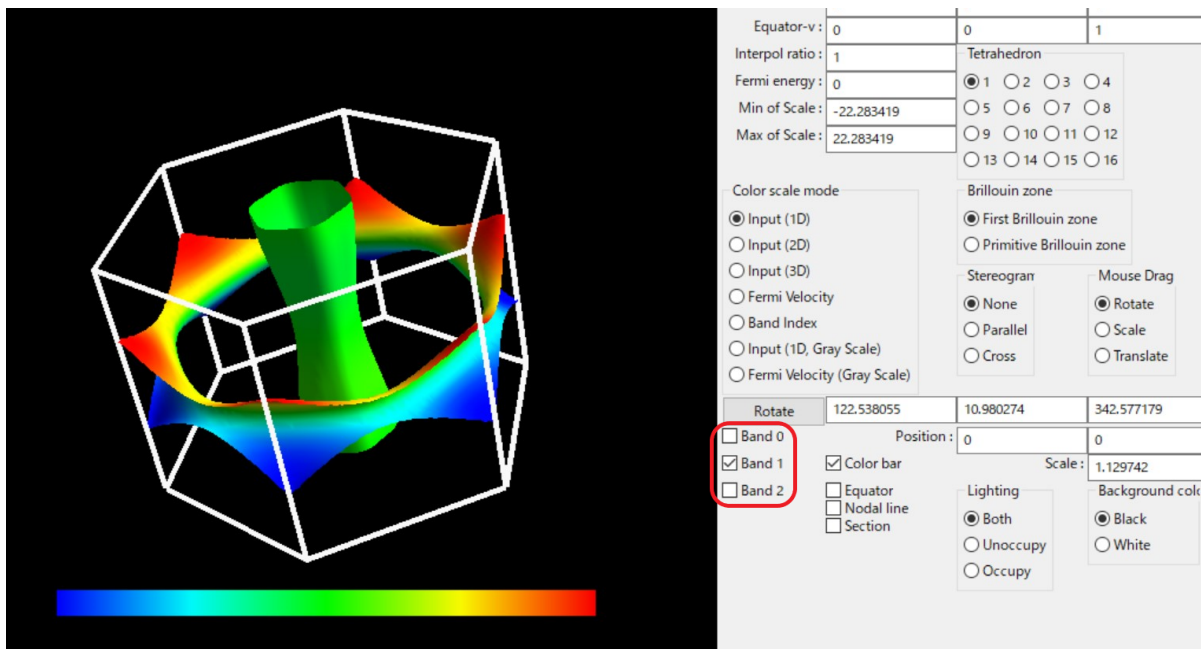 Equator-v : 0 0 1
Interpol ratio : 1
Tetrahedron
Fermi energy : 0
1 2 3 4
Min of Scale : -22.283419
5 6 7 8
Max of Scale : 22.283419
9 10 11 12
13 14 15 16
Color scale mode
Input (1D)
Input (2D)
Input (3D)
Fermi Velocity
Band Index
Input (1D, Gray Scale)
Fermi Velocity (Gray Scale)
Brillouin zone
First Brillouin zone
Primitive Brillouin zone
Stereogram
None
Parallel
Cross
Mouse Drag
Rotate
Scale
Translate
Rotate 122.538055 10.980274 342.577179
Band 0
Position : 0 0
Band 1
Color bar
Scale : 1.129742
Band 2
Equator
Nodal line
Section
Lighting
Both
Unoccupy
Occupy
Background colo
Black
White